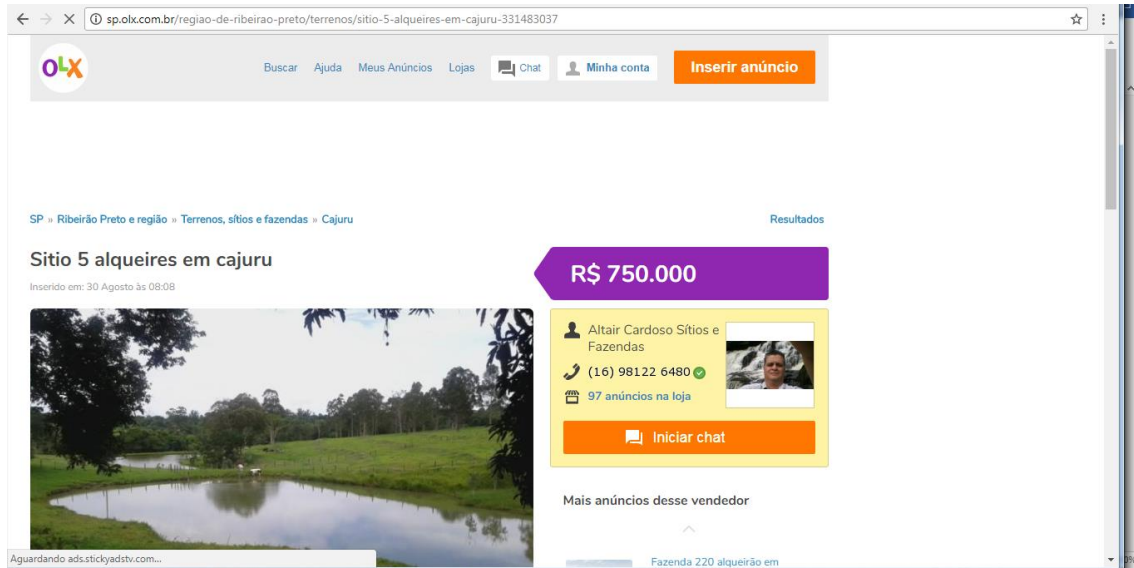 sp.olx.com.br/regiao-de-ribeirao-preto/terrenos/sitio-5-alqueires-em-cajuru-331483037
OLX
Buscar Ajuda Meus Anúncios Lojas Chat Minha conta Inserir anúncio
SP » Ribeirão Preto e região » Terrenos, sítios e fazendas » Cajuru
Resultados
Sitio 5 alqueires em cajuru
Inserido em: 30 Agosto às 08:08
R$ 750.000
Altair Cardoso Sítios e
Fazendas
(16) 98122 6480
97 anúncios na loja
Iniciar chat
Mais anúncios desse vendedor
Fazenda 220 alqueirão em
Aguardando ads.stickyadstv.com...